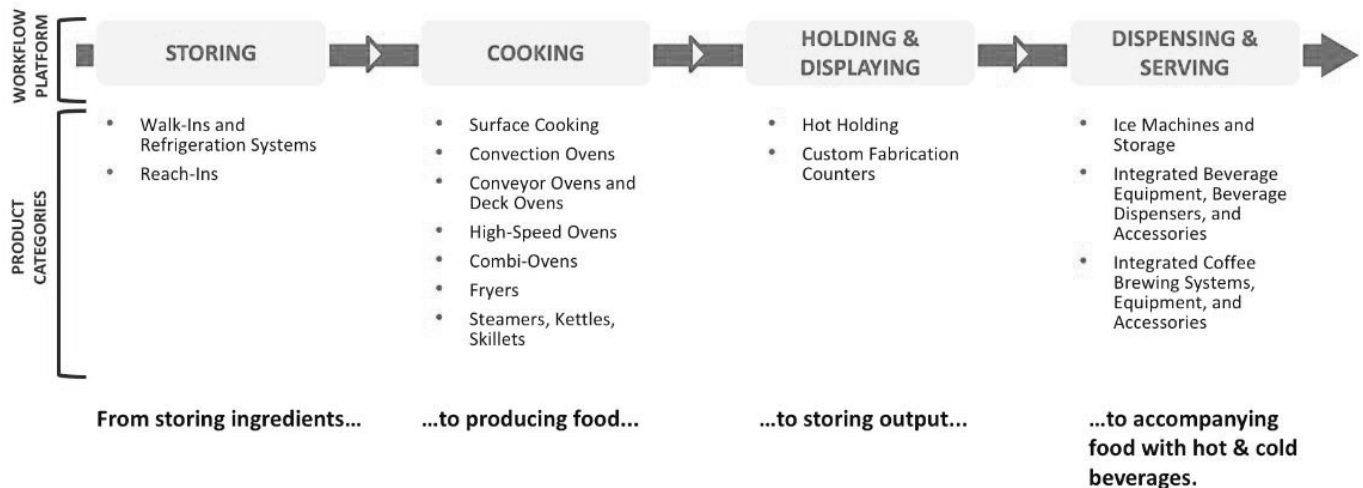 WORKFLOW
PLATFORM
STORING
COOKING
HOLDING &
DISPLAYING
DISPENSING &
SERVING
PRODUCT
CATEGORIES
• Walk-Ins and
Refrigeration Systems
• Reach-Ins
• Surface Cooking
• Convection Ovens
• Conveyor Ovens and
Deck Ovens
• High-Speed Ovens
• Combi-Ovens
• Fryers
• Steamers, Kettles,
Skillets
• Hot Holding
• Custom Fabrication
Counters
• Ice Machines and
Storage
• Integrated Beverage
Equipment, Beverage
Dispensers, and
Accessories
• Integrated Coffee
Brewing Systems,
Equipment, and
Accessories
From storing ingredients...
...to producing food...
...to storing output...
...to accompanying
food with hot & cold
beverages.